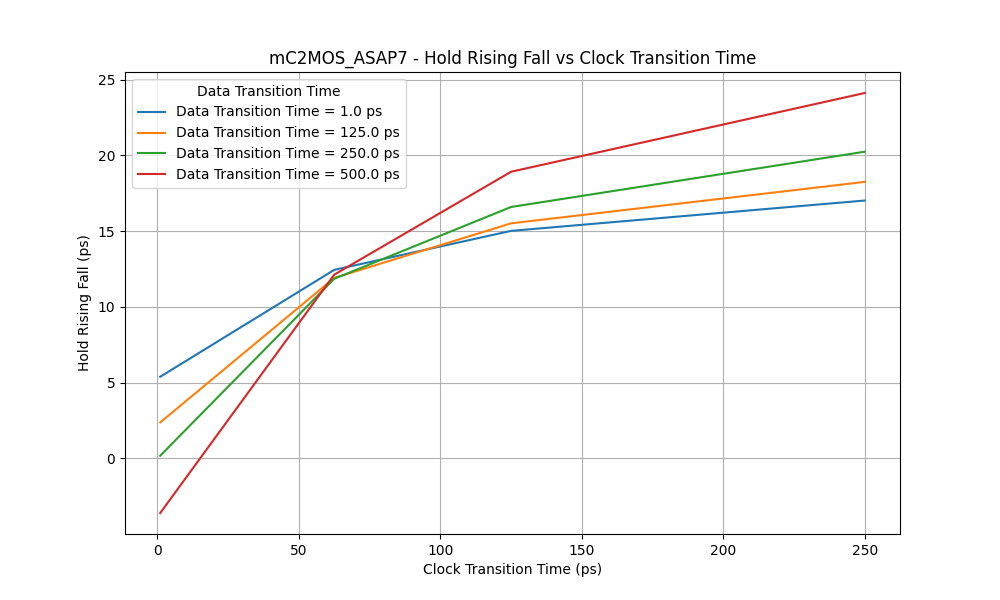 mC2MOS_ASAP7 - Hold Rising Fall vs Clock Transition Time
Data Transition Time
Data Transition Time = 1.0 ps
Data Transition Time = 125.0 ps
Data Transition Time = 250.0 ps
Data Transition Time = 500.0 ps
Hold Rising Fall (ps)
25
20
15
10
5
0
0 50 100 150 200 250
Clock Transition Time (ps)